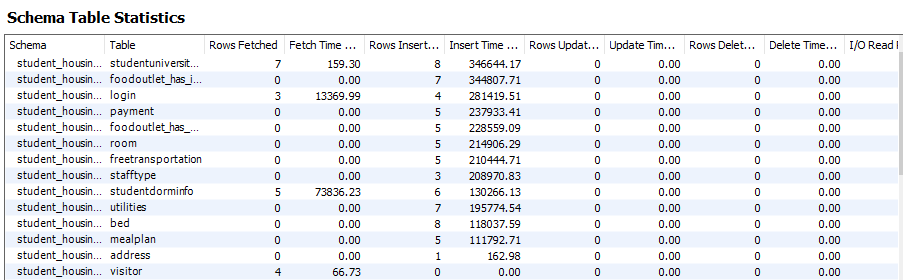 Schema Table Statistics
Schema Table Rows Fetched Fetch Time ... Rows Insert... Insert Time ... Rows Updat... Update Tim... Rows Delet... Delete Time... I/O Read
student_housin... studentuniversit... 7 159.30 8 346644.17 0 0.00 0 0.00
student_housin... foodoutlet_has_i... 0 0.00 7 344807.71 0 0.00 0 0.00
student_housin... login 3 13369.99 4 281419.51 0 0.00 0 0.00
student_housin... payment 0 0.00 5 237933.41 0 0.00 0 0.00
student_housin... foodoutlet_has_... 0 0.00 5 228559.09 0 0.00 0 0.00
student_housin... room 0 0.00 5 214906.29 0 0.00 0 0.00
student_housin... freetransportation 0 0.00 5 210444.71 0 0.00 0 0.00
student_housin... stafftype 0 0.00 3 208970.83 0 0.00 0 0.00
student_housin... studentdorminfo 5 73836.23 6 130266.13 0 0.00 0 0.00
student_housin... utilities 0 0.00 7 195774.54 0 0.00 0 0.00
student_housin... bed 0 0.00 8 118037.59 0 0.00 0 0.00
student_housin... mealplan 0 0.00 5 111792.71 0 0.00 0 0.00
student_housin... address 0 0.00 1 162.98 0 0.00 0 0.00
student_housin... visitor 4 66.73 0 0.00 0 0.00 0 0.00